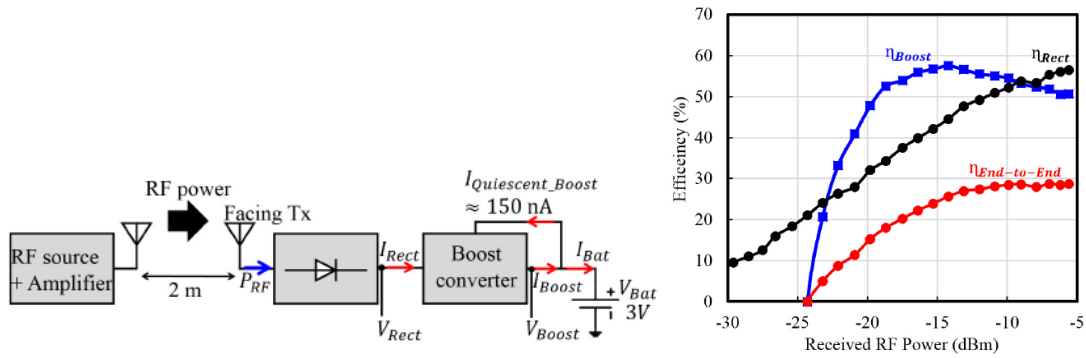 RF source
+ Amplifier
RF power
2 m
Facing Tx
P_RF
I_Rect
V_Rect
I_Quiescent_Boost
≈ 150 nA
Boost
converter
I_Boost
V_Boost
I_Bat
+ V_Bat
3V
70
60
50
40
30
20
10
0
Efficeincy (%)
η_Boost
η_Rect
η_End-to-End
-30
-25
-20
-15
-10
-5
Received RF Power (dBm)